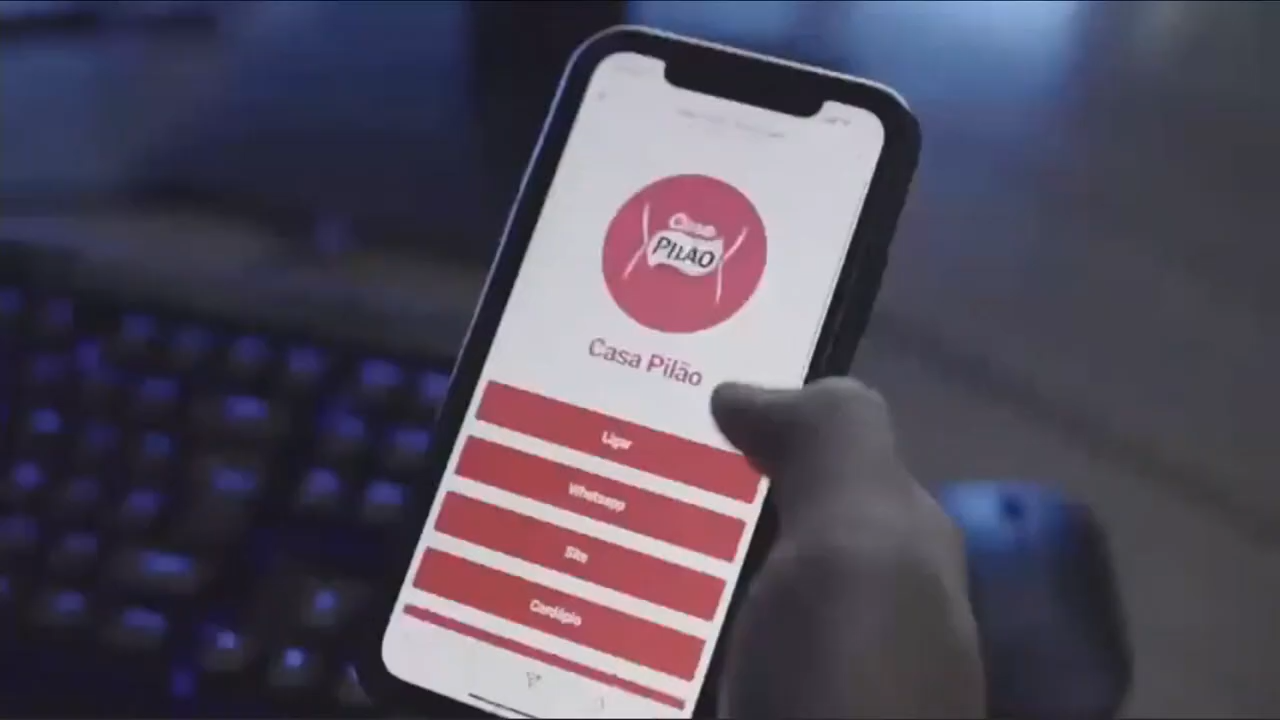 Casa
PILÃO
Casa Pilão
Ligar
Whatsapp
Site
Cardápio